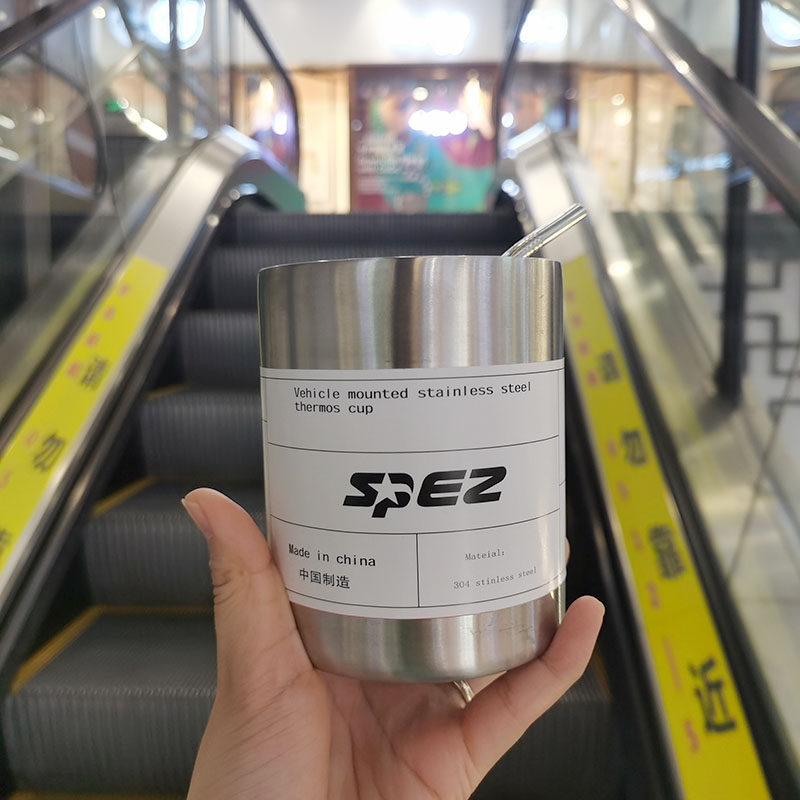 Vehicle mounted stainless steel
thermos cup
SPEZ
Made in china
中国制造
Mateial:
304 stinless steel
勿
勿
靠
近